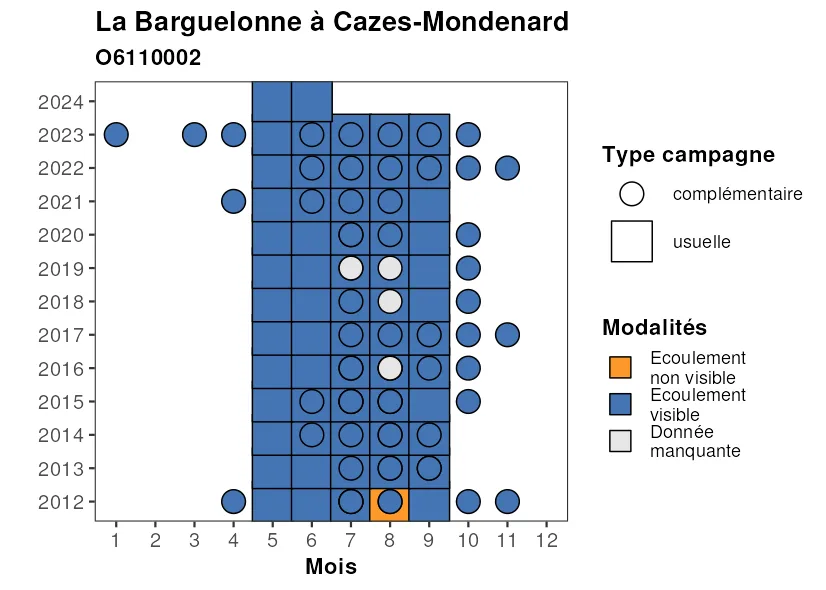 La Barguelonne à Cazes-Mondenard
O6110002
2024
2023
2022
2021
2020
2019
2018
2017
2016
2015
2014
2013
2012
1 2 3 4 5 6 7 8 9 10 11 12
Mois
Type campagne
complémentaire
usuelle
Modalités
Ecoulement
non visible
Ecoulement
visible
Donnée
manquante